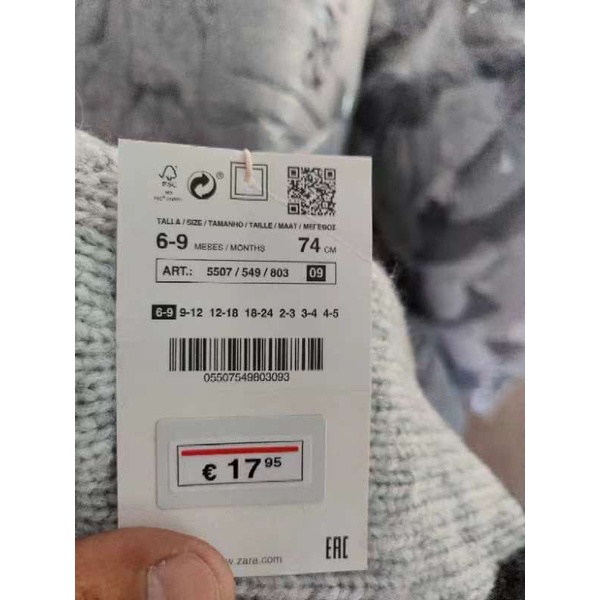 FSC
®
TALLA / SIZE / TAMANHO / TAILLE / MAAT / ΜΕΓΕΘΟΣ
6-9 MESES / MONTHS 74 CM
ART.: 5507 / 549 / 803 09
6-9 9-12 12-18 18-24 2-3 3-4 4-5
05507549803093
€ 17 95
w.zara.com
EAC